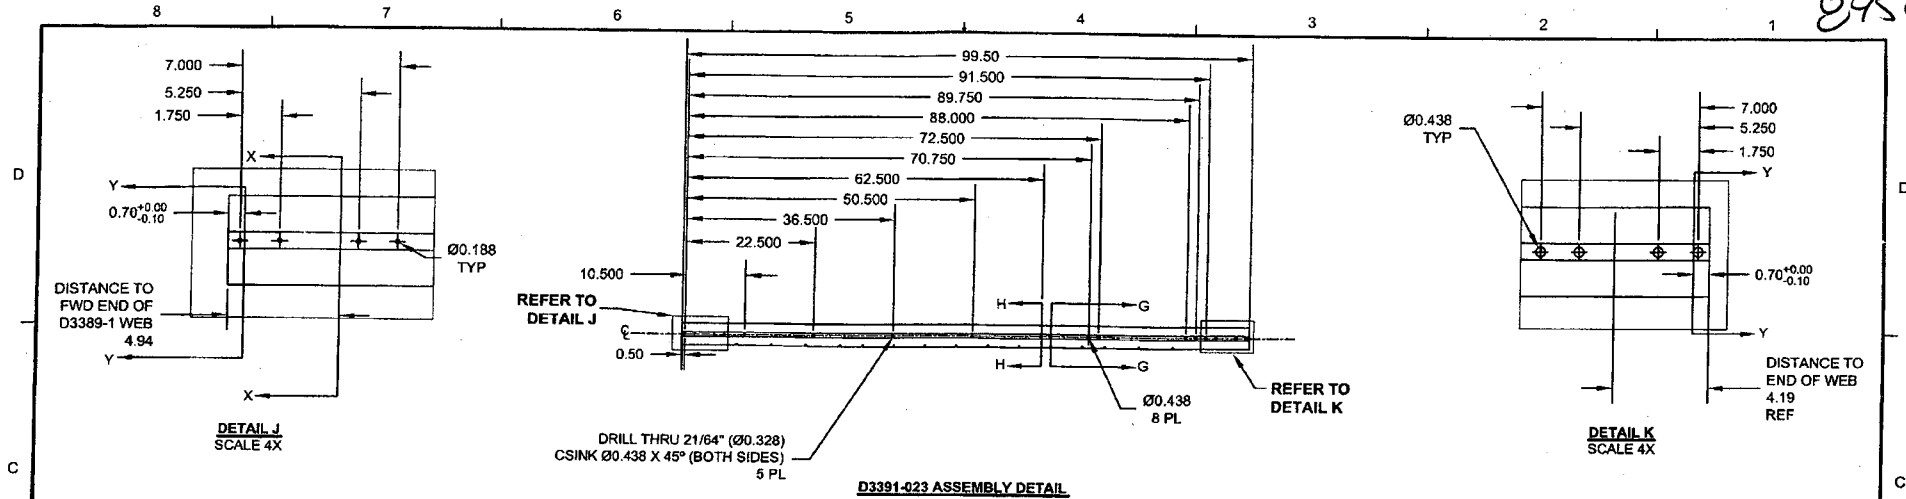 8 7 6 5 4 3 2 1
D
C
7.000
5.250
1.750
X
Y
0.70 +0.00 -0.10
Ø0.188
TYP
DISTANCE TO
FWD END OF
D3389-1 WEB
4.94
Y
X
DETAIL J
SCALE 4X
99.50
91.500
89.750
88.000
72.500
70.750
62.500
50.500
36.500
22.500
10.500
REFER TO
DETAIL J
H
G
℄
0.50
H
G
REFER TO
DETAIL K
Ø0.438
8 PL
DRILL THRU 21/64" (Ø0.328)
CSINK Ø0.438 X 45º (BOTH SIDES)
5 PL
D3391-023 ASSEMBLY DETAIL
Ø0.438
TYP
7.000
5.250
1.750
Y
0.70 +0.00 -0.10
Y
DISTANCE TO
END OF WEB
4.19
REF
DETAIL K
SCALE 4X
D
C